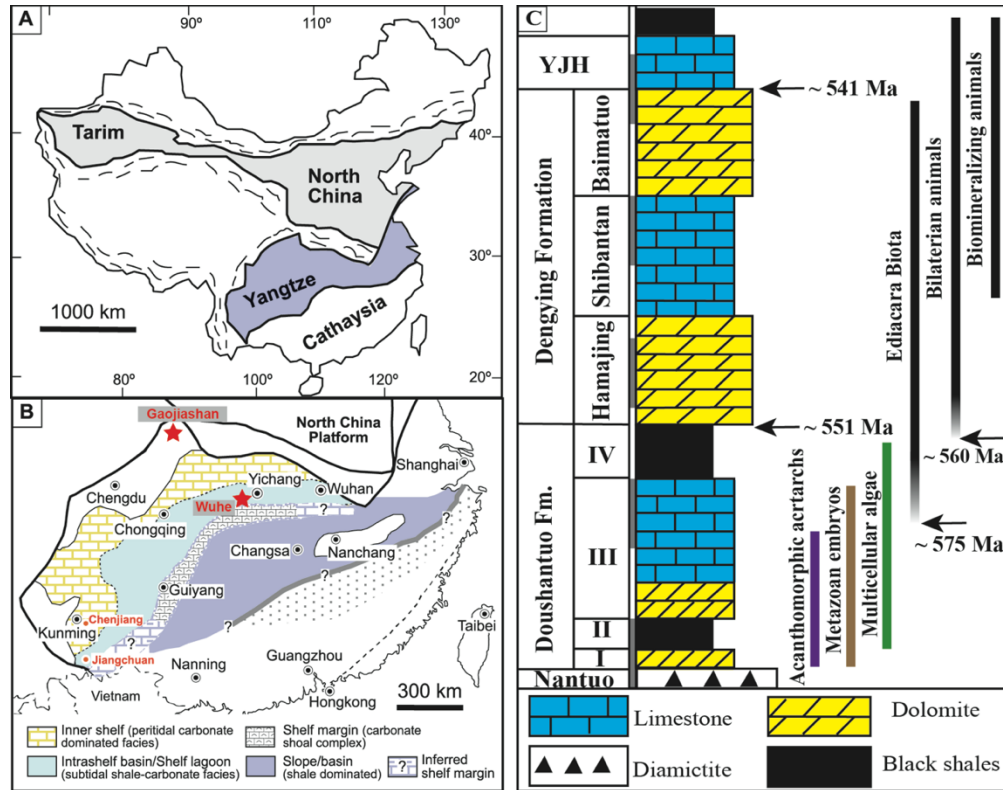 A
80º
100º
110º
120º
130º
Tarim
North
China
Yangtze
Cathaysia
1000 km
40º
30º
20º
80º
100º
120º
B
Gaojiashan
North China
Platform
Shanghai
Chengdu
Yichang
Wuhan
Wuhe
?
Chongqing
Changsa
Nanchang
?
?
Guiyang
Kunming
Chenjiang
?
?
Jiangchuan
Nanning
Guangzhou
Taibei
Vietnam
Hongkong
300 km
Inner shelf (peritidal carbonate
dominated facies)
Shelf margin (carbonate
shoal complex)
Intrashelf basin/Shelf lagoon
(subtidal shale-carbonate facies)
Slope/basin
(shale dominated)
?
Inferred
shelf margin
C
YJH
~ 541 Ma
Dengying Formation
Baimatuo
Shibantan
Hamajing
~ 551 Ma
Doushantuo Fm.
IV
III
II
I
Nantuo
Acanthomorphic acrtarchs
Metazoan embryos
Multicellular algae
Ediacara Biota
Bilaterian animals
Biomineralizing animals
~ 560 Ma
~ 575 Ma
Limestone
Dolomite
Diamictite
Black shales